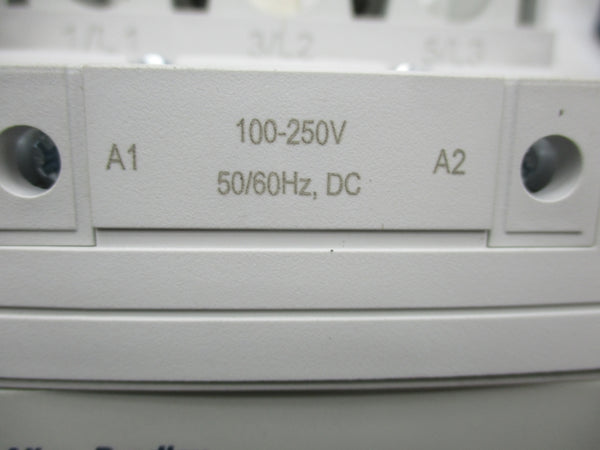 1/L1 3/L2 5/L3
100-250V
A1 A2
50/60Hz, DC